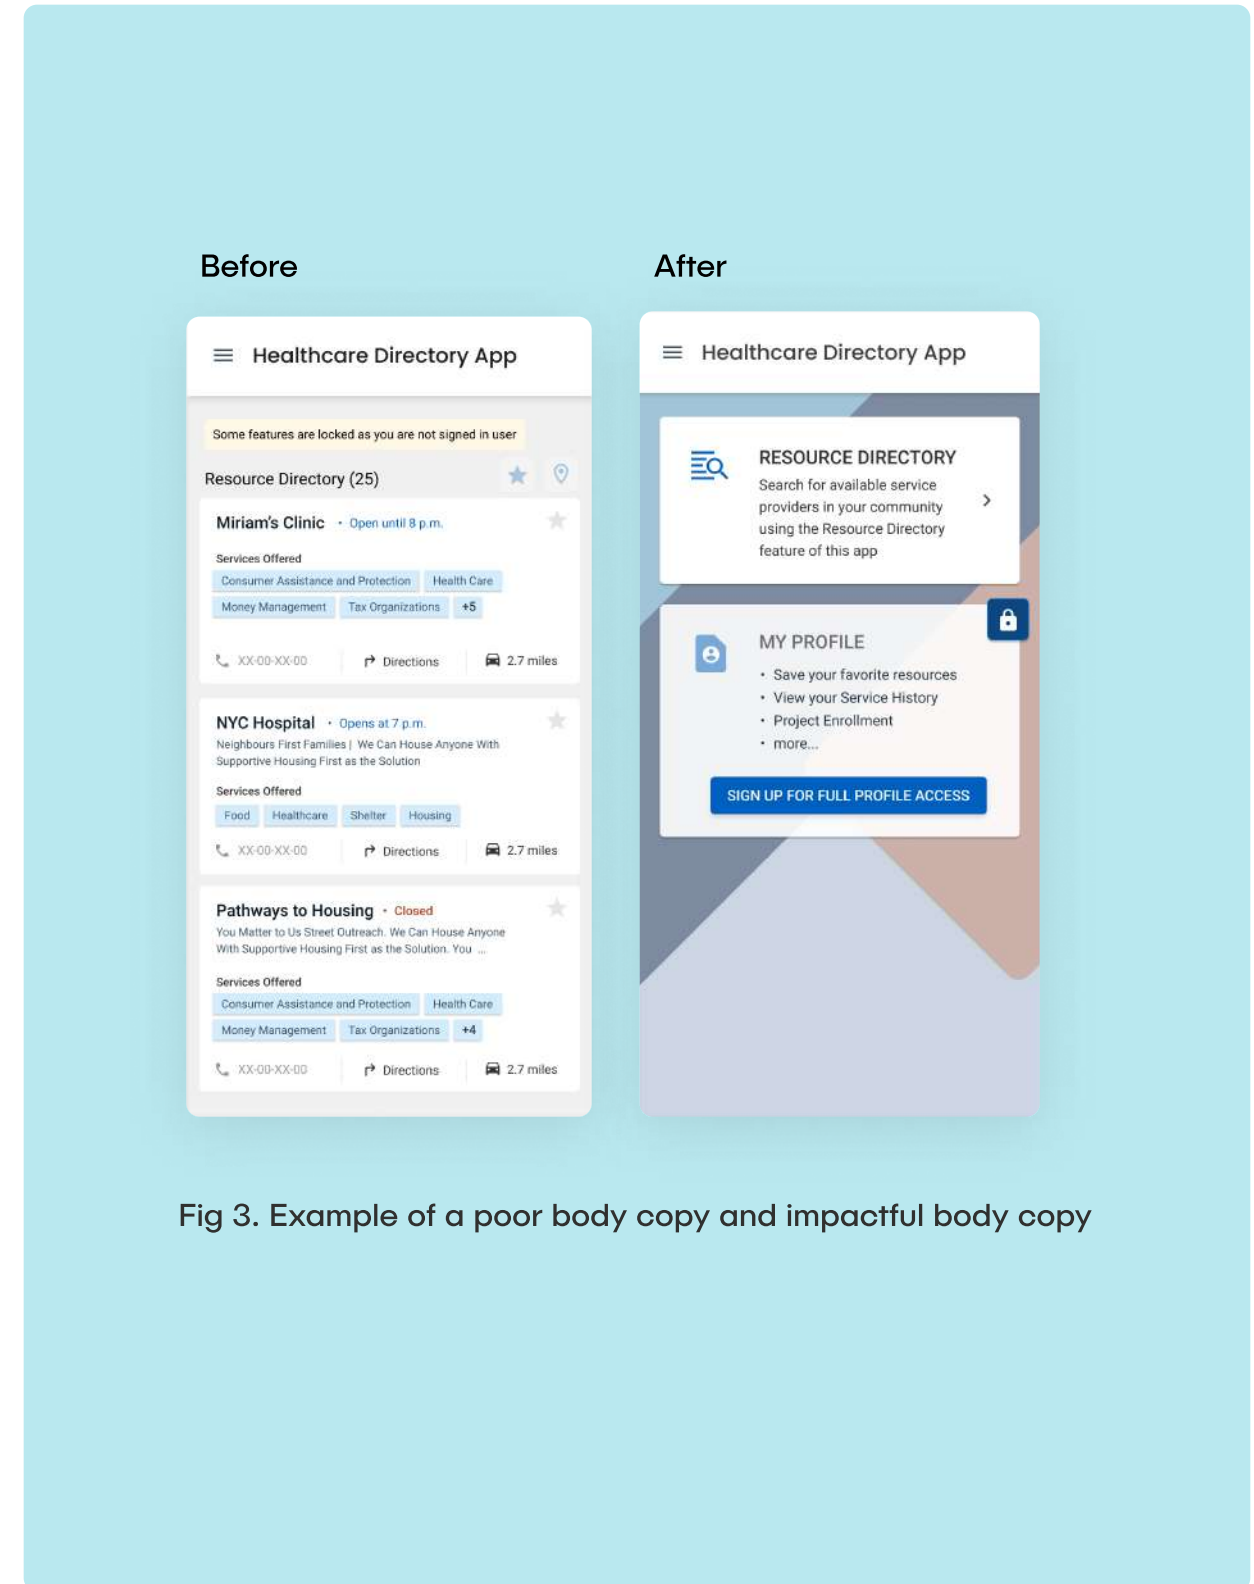 Before
Healthcare Directory App
Some features are locked as you are not signed in user
Resource Directory (25)
Miriam's Clinic • Open until 8 p.m.
Services Offered
Consumer Assistance and Protection Health Care
Money Management Tax Organizations +5
XX-00-XX-00 Directions 2.7 miles
NYC Hospital • Opens at 7 p.m.
Neighbours First Families | We Can House Anyone With
Supportive Housing First as the Solution
Services Offered
Food Healthcare Shelter Housing
XX-00-XX-00 Directions 2.7 miles
Pathways to Housing • Closed
You Matter to Us Street Outreach. We Can House Anyone
With Supportive Housing First as the Solution. You ...
Services Offered
Consumer Assistance and Protection Health Care
Money Management Tax Organizations +4
XX-00-XX-00 Directions 2.7 miles
After
Healthcare Directory App
RESOURCE DIRECTORY
Search for available service
providers in your community
using the Resource Directory
feature of this app
MY PROFILE
• Save your favorite resources
• View your Service History
• Project Enrollment
• more...
SIGN UP FOR FULL PROFILE ACCESS
Fig 3. Example of a poor body copy and impactful body copy